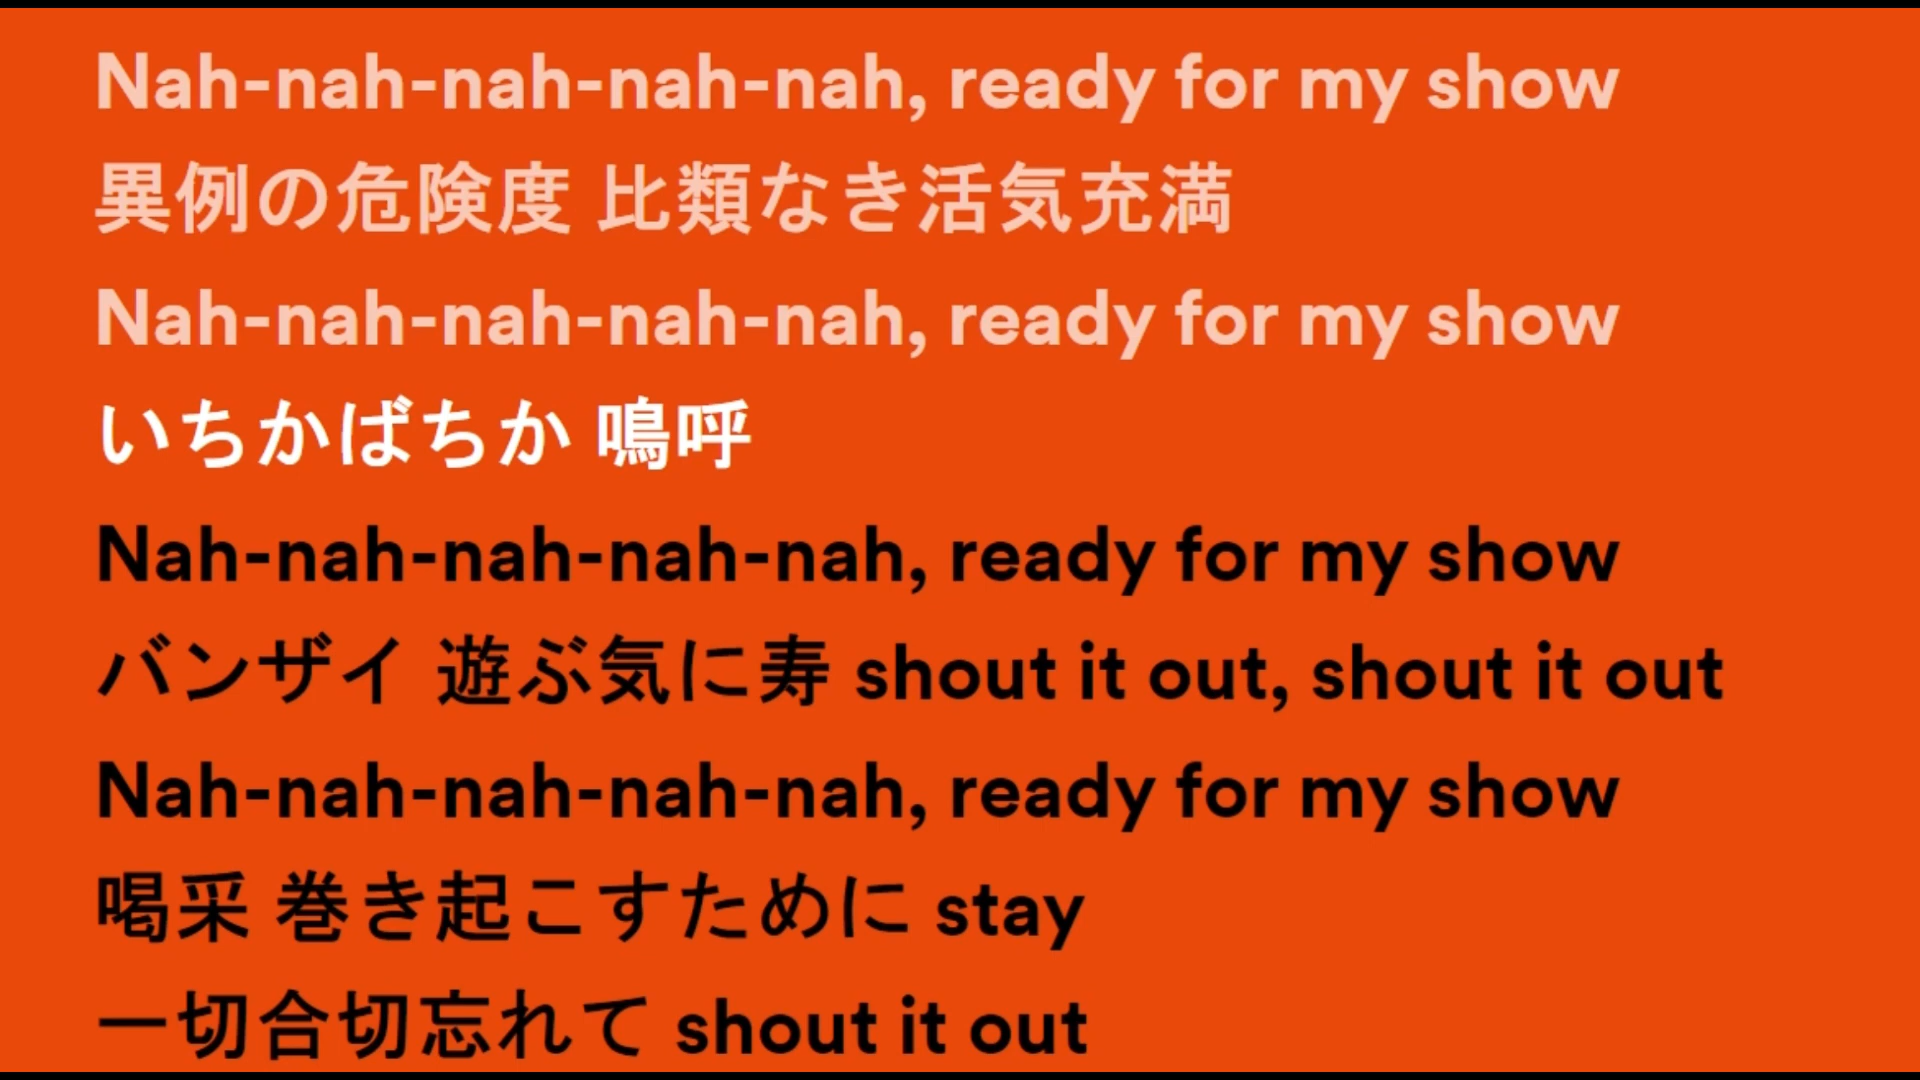 Nah-nah-nah-nah-nah, ready for my show
異例の危険度 比類なき活気充満
Nah-nah-nah-nah-nah, ready for my show
いちかばちか 嗚呼
Nah-nah-nah-nah-nah, ready for my show
バンザイ 遊ぶ気に寿 shout it out, shout it out
Nah-nah-nah-nah-nah, ready for my show
喝采 巻き起こすために stay
一切合切忘れて shout it out